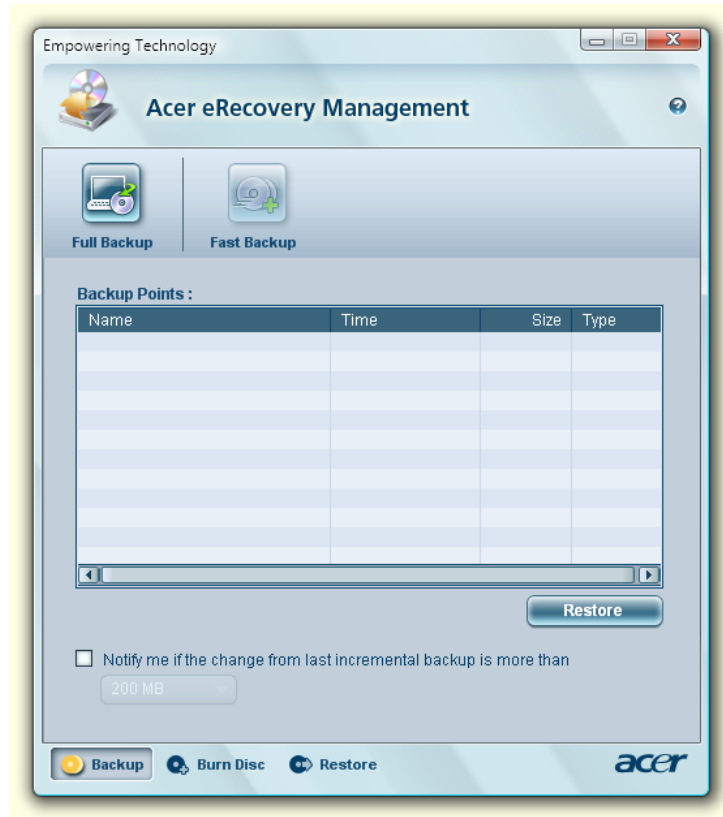 Empowering Technology
Acer eRecovery Management
Full Backup
Fast Backup
Backup Points :
Name Time Size Type
Restore
Notify me if the change from last incremental backup is more than
200 MB
Backup Burn Disc Restore acer